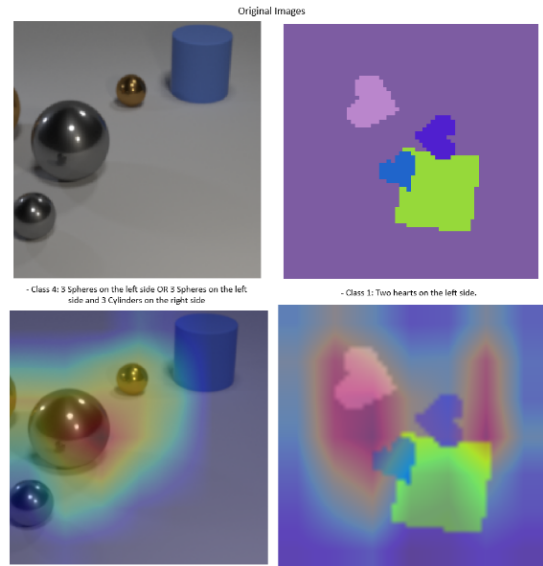 Original Images
- Class 4: 3 Spheres on the left side OR 3 Spheres on the left
side and 3 Cylinders on the right side
- Class 1: Two hearts on the left side.